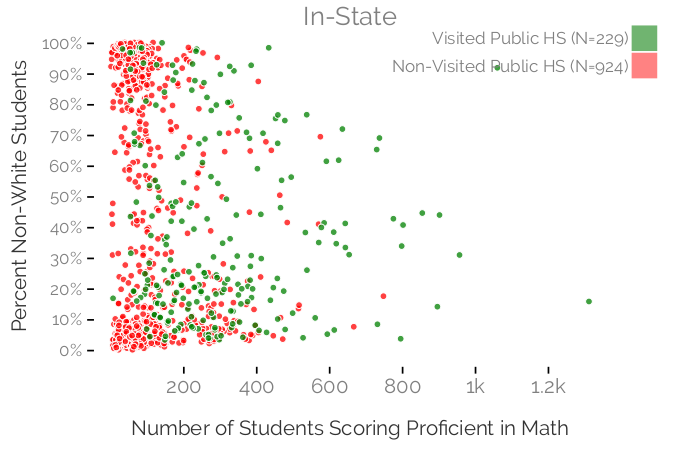 In-State
Visited Public HS (N=229)
Non-Visited Public HS (N=924)
100%
90%
80%
70%
60%
50%
40%
30%
20%
10%
0%
Percent Non-White Students
200 400 600 800 1k 1.2k
Number of Students Scoring Proficient in Math